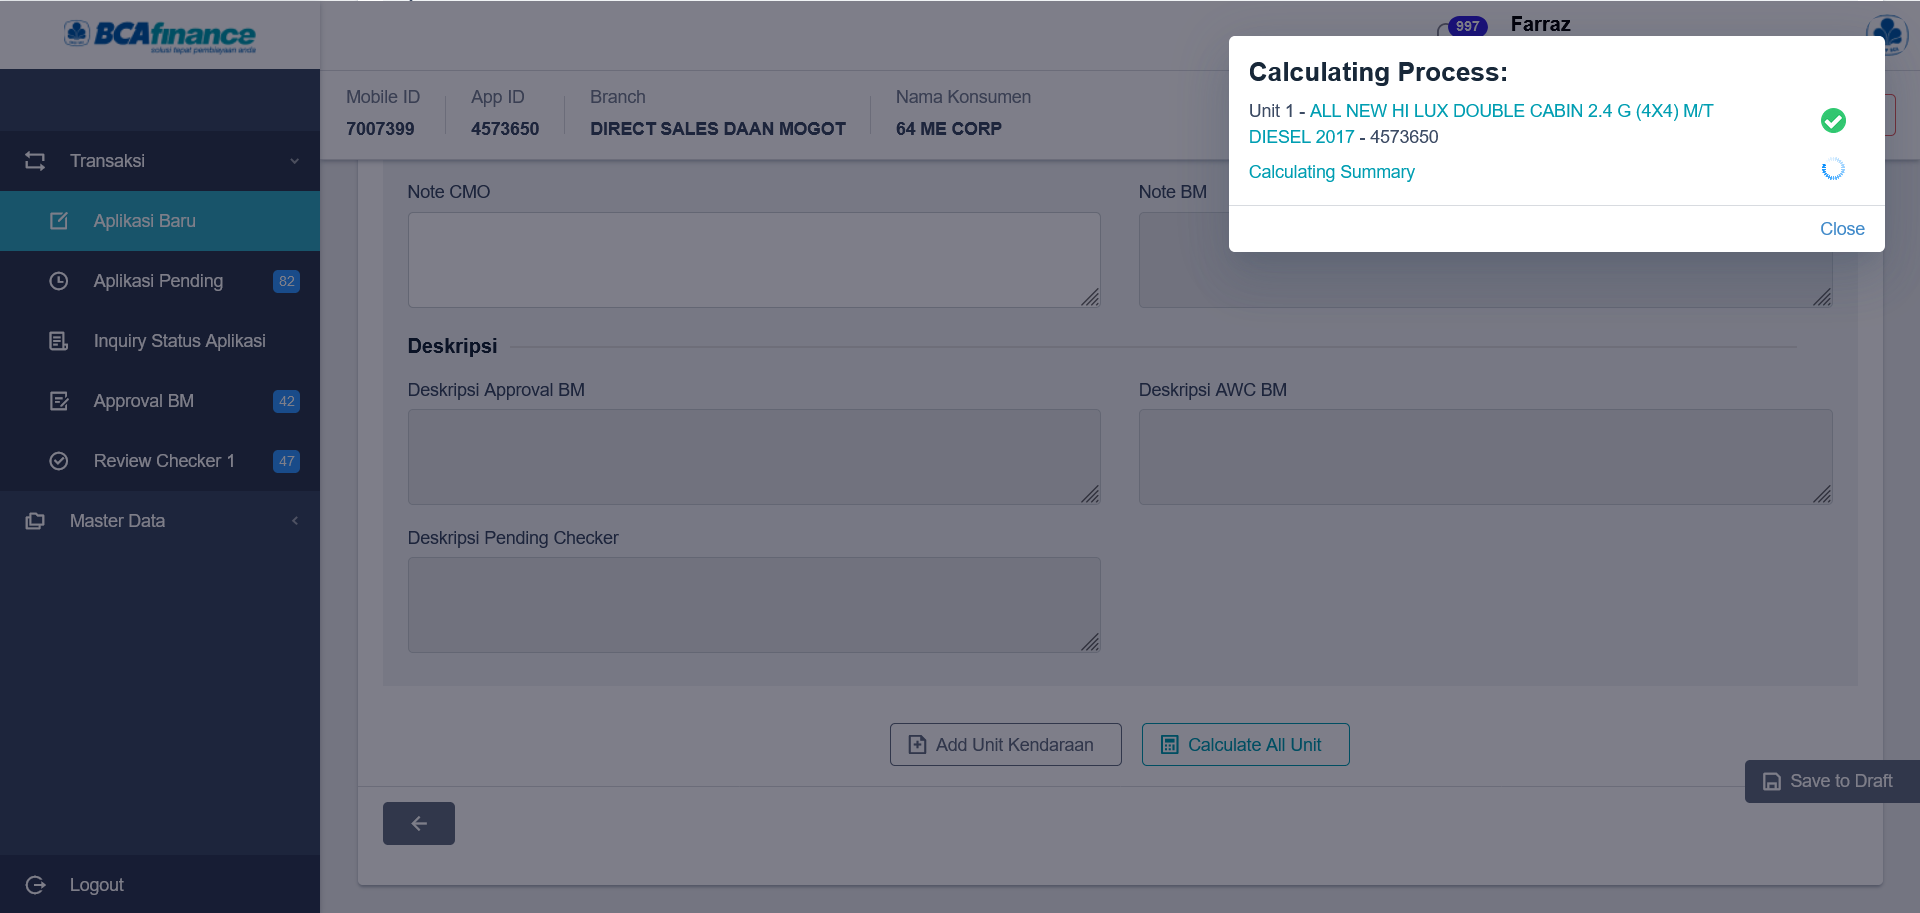 BCAfinance
solusi tepat pembiayaan anda
997
Farraz
Mobile ID
7007399
App ID
4573650
Branch
DIRECT SALES DAAN MOGOT
Nama Konsumen
64 ME CORP
Calculating Process:
Unit 1 - ALL NEW HI LUX DOUBLE CABIN 2.4 G (4X4) M/T
DIESEL 2017 - 4573650
Calculating Summary
Close
Transaksi
Aplikasi Baru
Aplikasi Pending 82
Inquiry Status Aplikasi
Approval BM 42
Review Checker 1 47
Master Data
Logout
Note CMO
Note BM
Deskripsi
Deskripsi Approval BM
Deskripsi AWC BM
Deskripsi Pending Checker
Add Unit Kendaraan
Calculate All Unit
Save to Draft